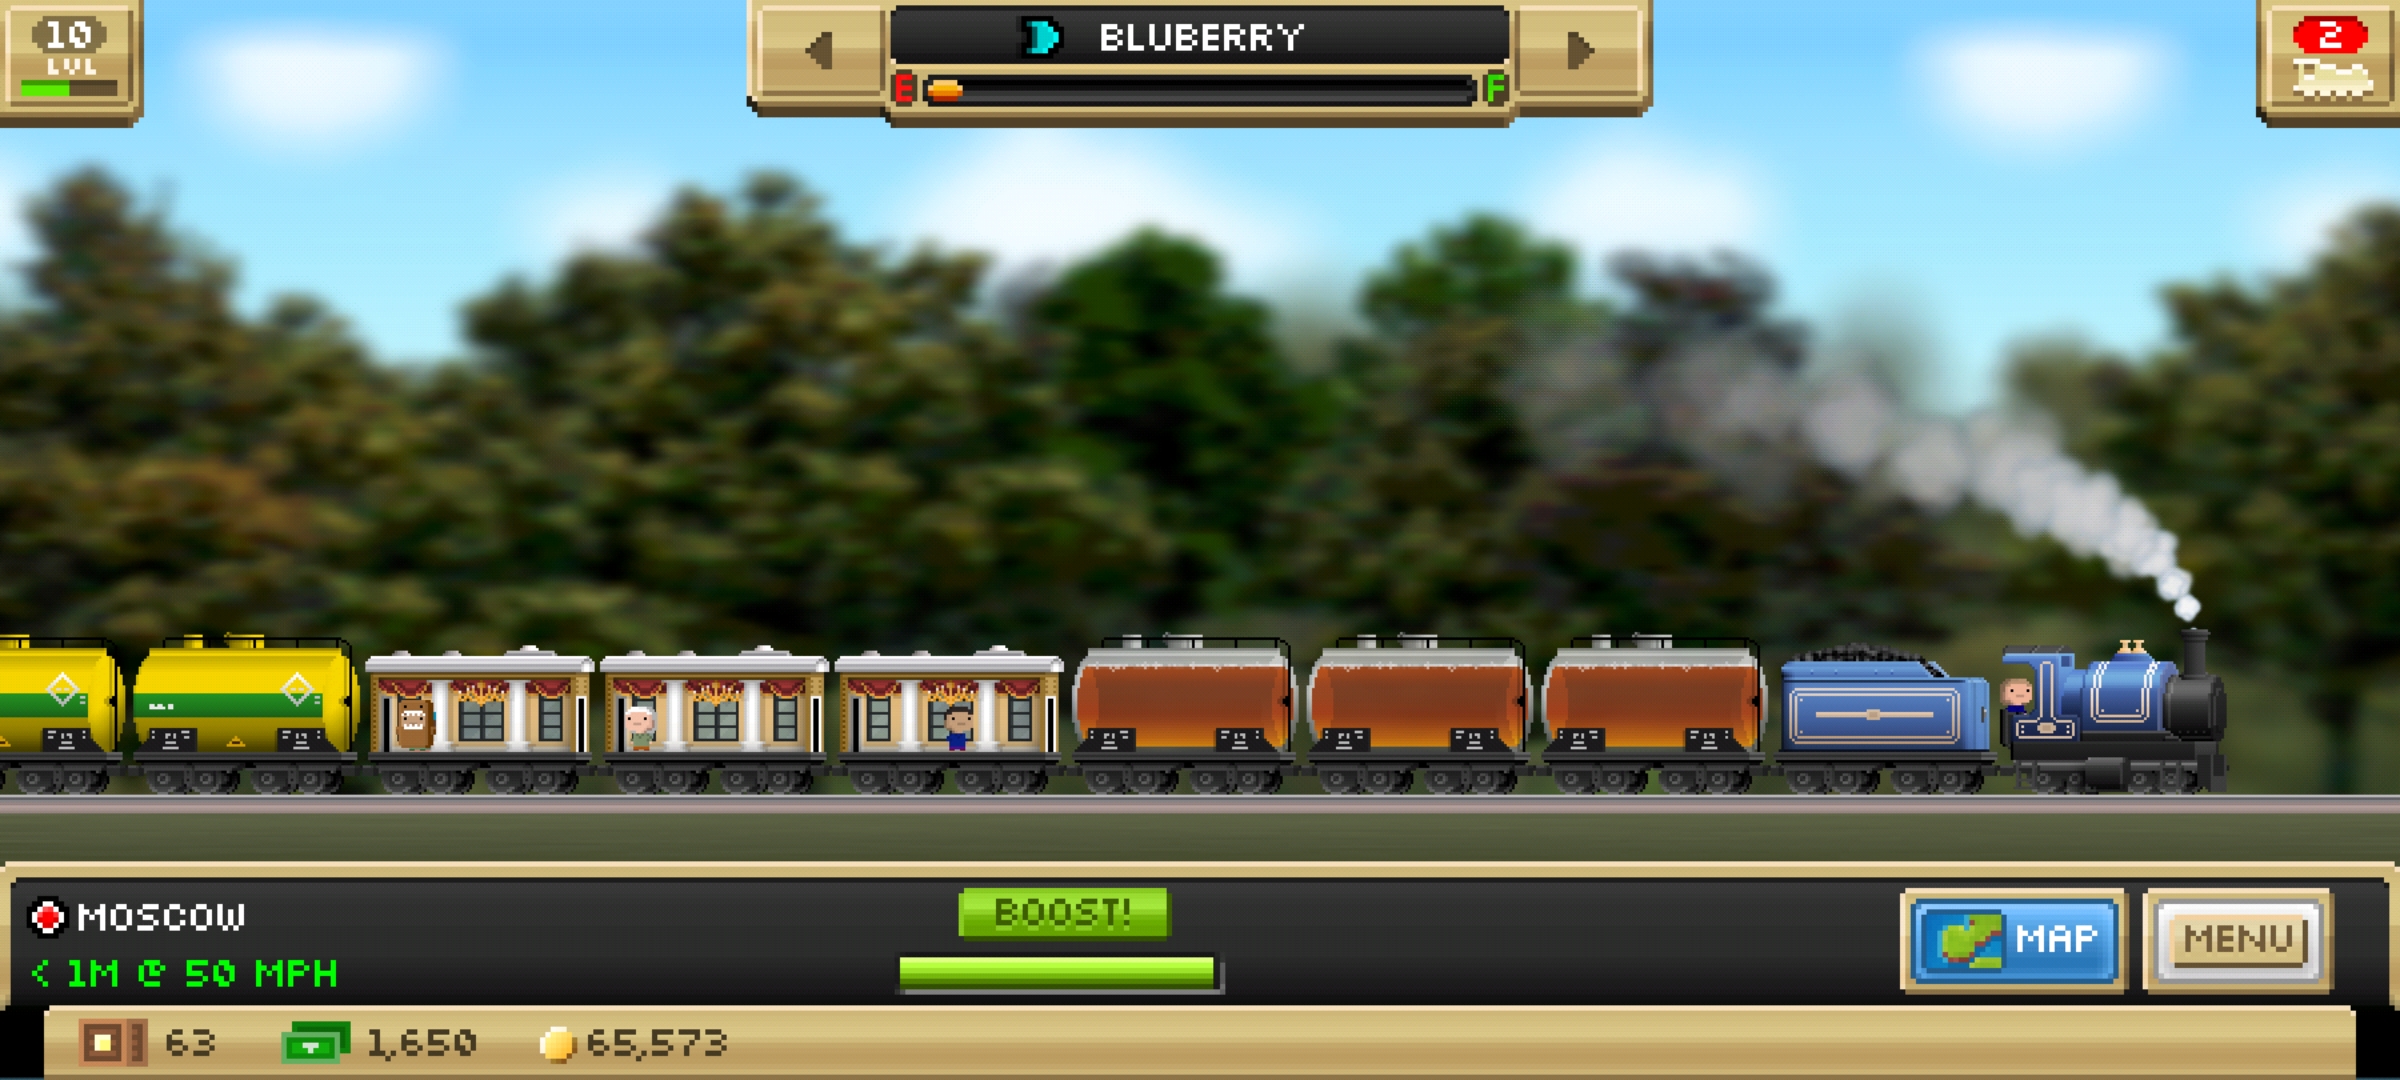 10
LVL
BLUBERRY
E F
2
MOSCOW
< 1M @ 50 MPH
BOOST!
MAP
MENU
63
1,650
65,573